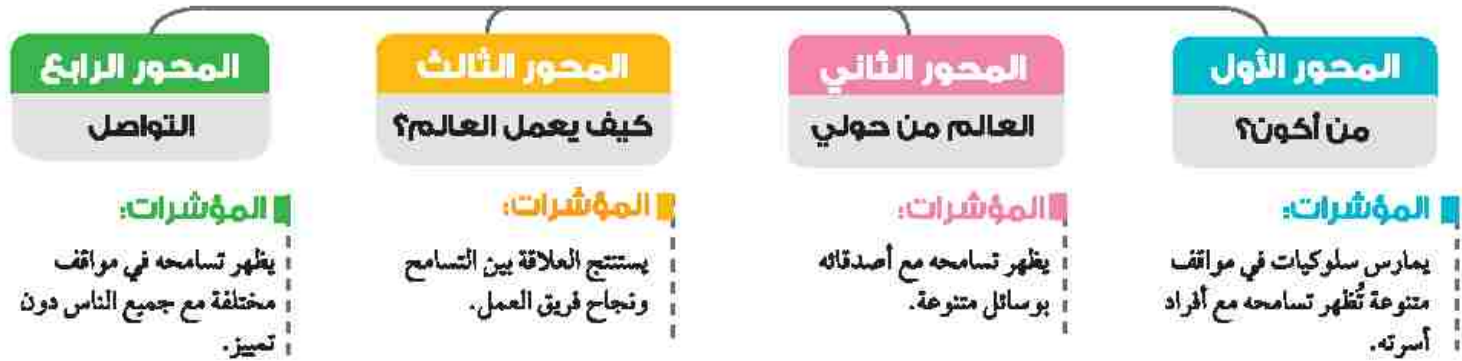 المحور الأول
من أكون؟
المؤشرات:
يمارس سلوكيات في مواقف
متنوعة تُظهر تسامحه مع أفراد
أسرته.
المحور الثاني
العالم من حولي
المؤشرات:
يظهر تسامحه مع أصدقائه
بوسائل متنوعة.
المحور الثالث
كيف يعمل العالم؟
المؤشرات:
يستنتج العلاقة بين التسامح
ونجاح فريق العمل.
المحور الرابع
التواصل
المؤشرات:
يظهر تسامحه في مواقف
مختلفة مع جميع الناس دون
تمييز.